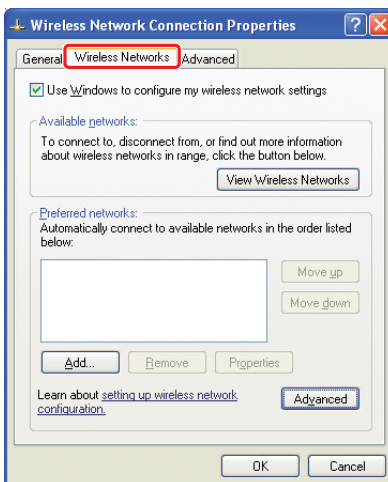 Wireless Network Connection Properties
General Wireless Networks Advanced
Use Windows to configure my wireless network settings
Available networks:
To connect to, disconnect from, or find out more information
about wireless networks in range, click the button below.
View Wireless Networks
Preferred networks:
Automatically connect to available networks in the order listed
below:
Move up
Move down
Add... Remove Properties
Learn about setting up wireless network
configuration.
Advanced
OK Cancel